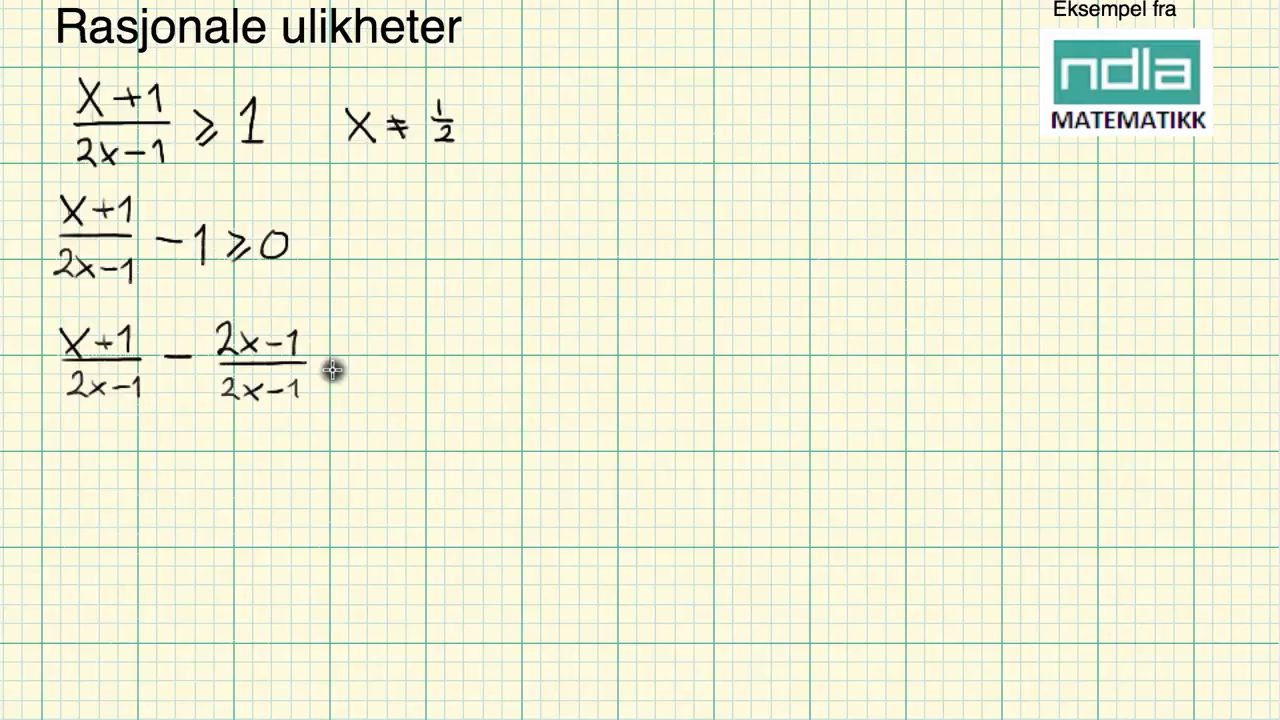 Rasjonale ulikheter
Eksempel fra
ndla
MATEMATIKK
x+1/2x-1 ≥ 1 x ≠ 1/2
x+1/2x-1 - 1 ≥ 0
x+1/2x-1 - 2x-1/2x-1